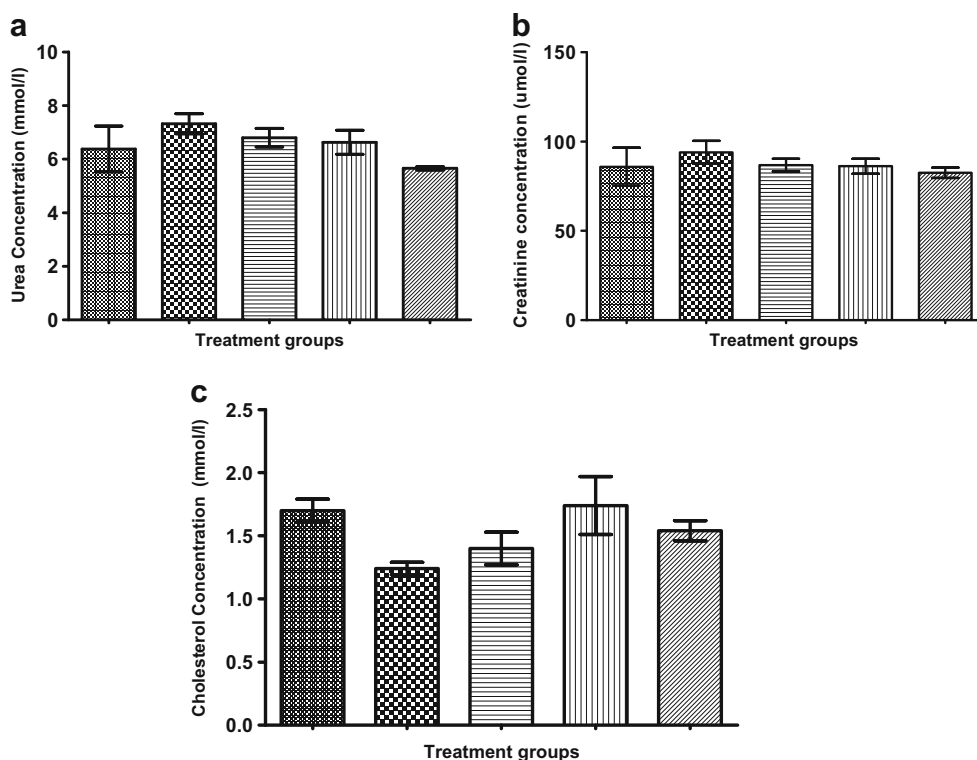 a
10
8
6
4
2
0
Urea Concentration (mmol/l)
Treatment groups
b
150
100
50
0
Creatinine concentration (umol/l)
Treatment groups
c
2.5
2.0
1.5
1.0
0.5
0.0
Cholesterol Concentration (mmol/l)
Treatment groups